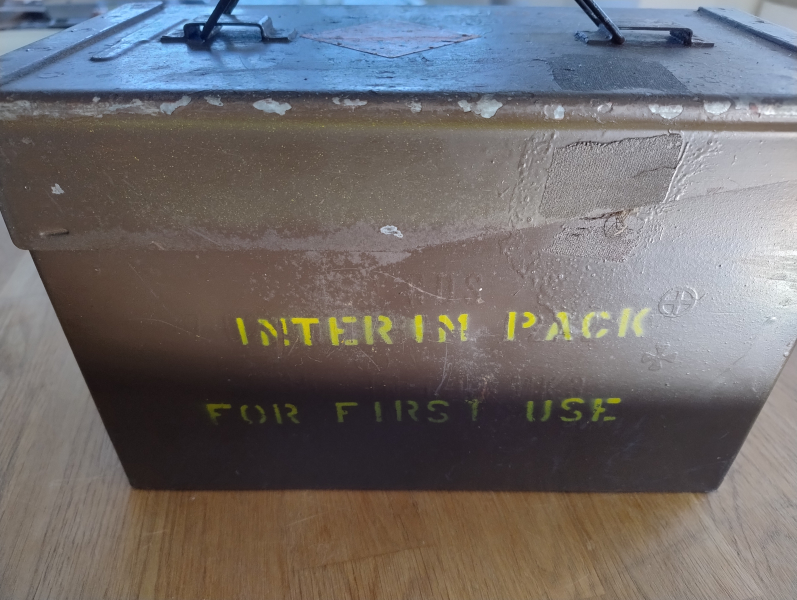 INTERIM PACK
FOR FIRST USE